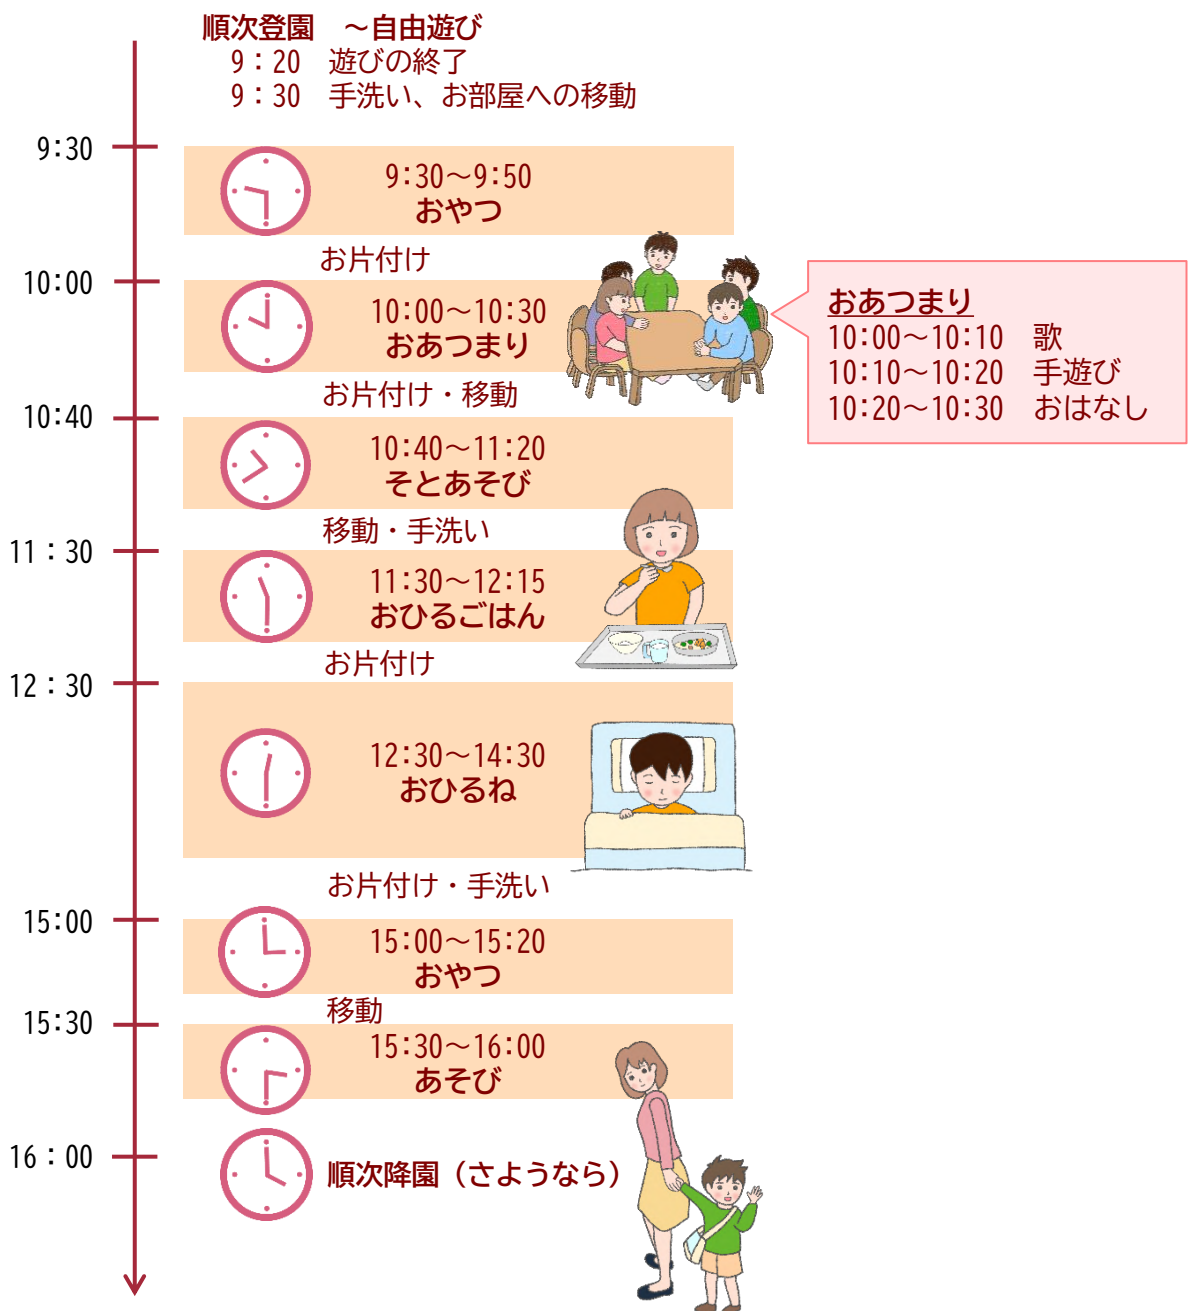 順次登園　～自由遊び
9：20　遊びの終了
9：30　手洗い、お部屋への移動
9:30
9:30～9:50
おやつ
お片付け
10:00
10:00～10:30
おあつまり
おあつまり
10:00～10:10　歌
10:10～10:20　手遊び
10:20～10:30　おはなし
お片付け・移動
10:40
10:40～11:20
そとあそび
移動・手洗い
11：30
11:30～12:15
おひるごはん
お片付け
12：30
12:30～14:30
おひるね
お片付け・手洗い
15:00
15:00～15:20
おやつ
移動
15:30
15:30～16:00
あそび
16：00
順次降園（さようなら）